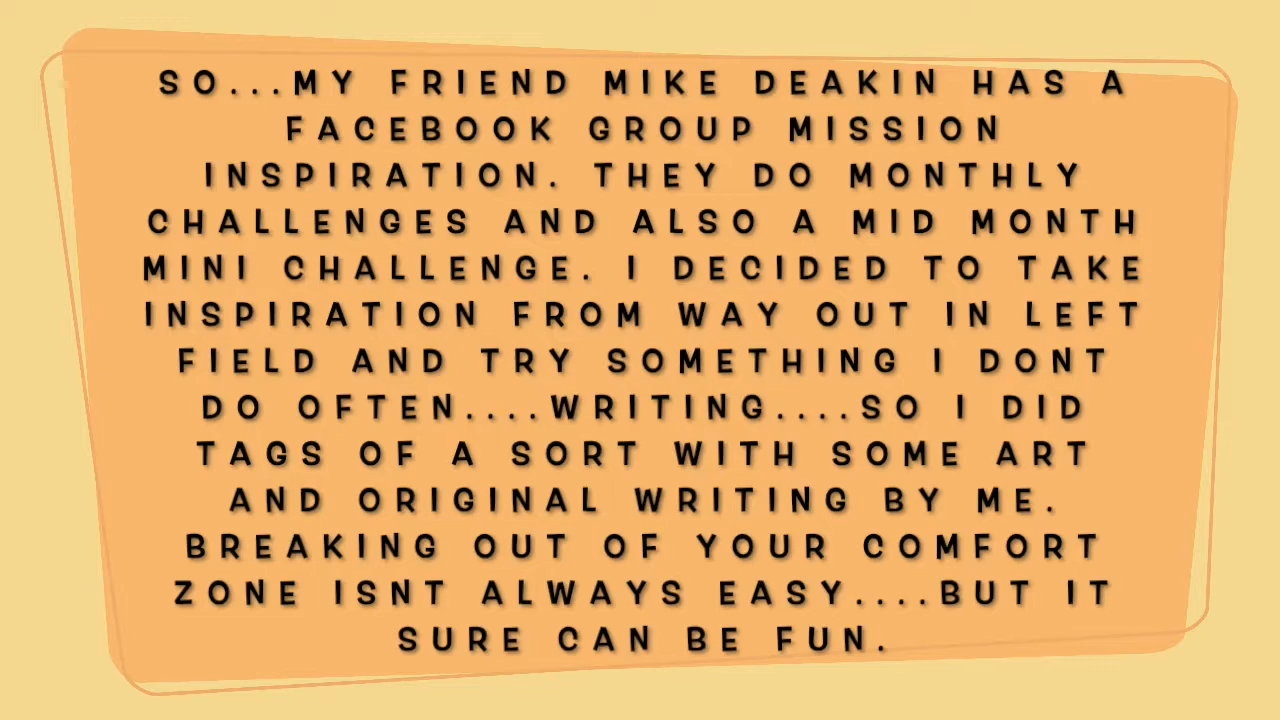 SO...MY FRIEND MIKE DEAKIN HAS A
FACEBOOK GROUP MISSION
INSPIRATION. THEY DO MONTHLY
CHALLENGES AND ALSO A MID MONTH
MINI CHALLENGE. I DECIDED TO TAKE
INSPIRATION FROM WAY OUT IN LEFT
FIELD AND TRY SOMETHING I DONT
DO OFTEN....WRITING....SO I DID
TAGS OF A SORT WITH SOME ART
AND ORIGINAL WRITING BY ME.
BREAKING OUT OF YOUR COMFORT
ZONE ISNT ALWAYS EASY....BUT IT
SURE CAN BE FUN.